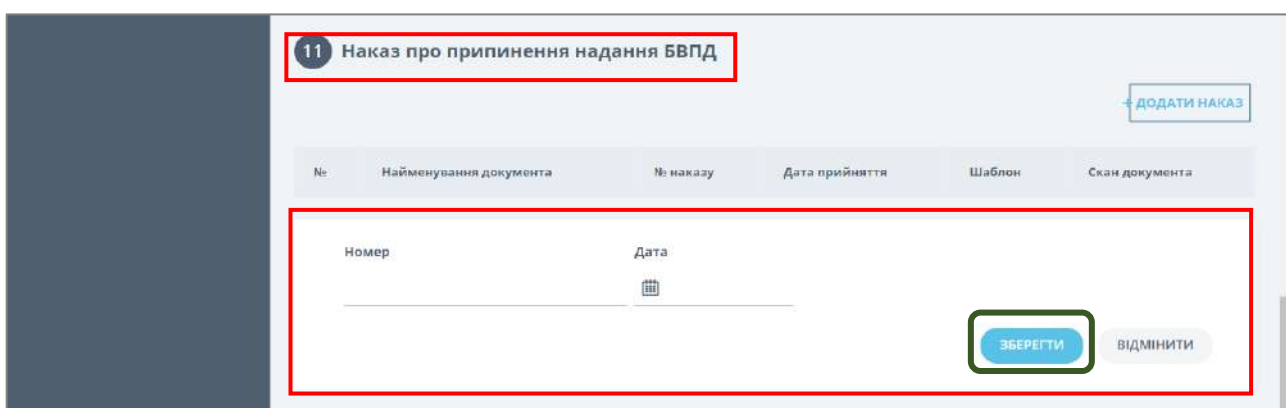 11 Наказ про припинення надання БВПД
+ ДОДАТИ НАКАЗ
№ Найменування документа № наказу Дата прийняття Шаблон Скан документа
Номер Дата
ЗБЕРЕГТИ ВІДМІНИТИ